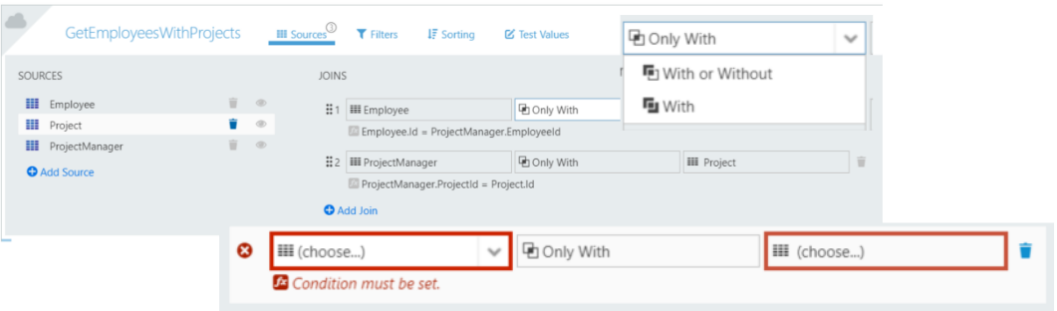 GetEmployeesWithProjects Sources 3 Filters Sorting Test Values
Only With
With or Without
With
SOURCES
Employee
Project
ProjectManager
Add Source
JOINS
1 Employee Only With
Employee.Id = ProjectManager.EmployeeId
2 ProjectManager Only With Project
ProjectManager.ProjectId = Project.Id
Add Join
(choose...) Only With (choose...)
fx Condition must be set.